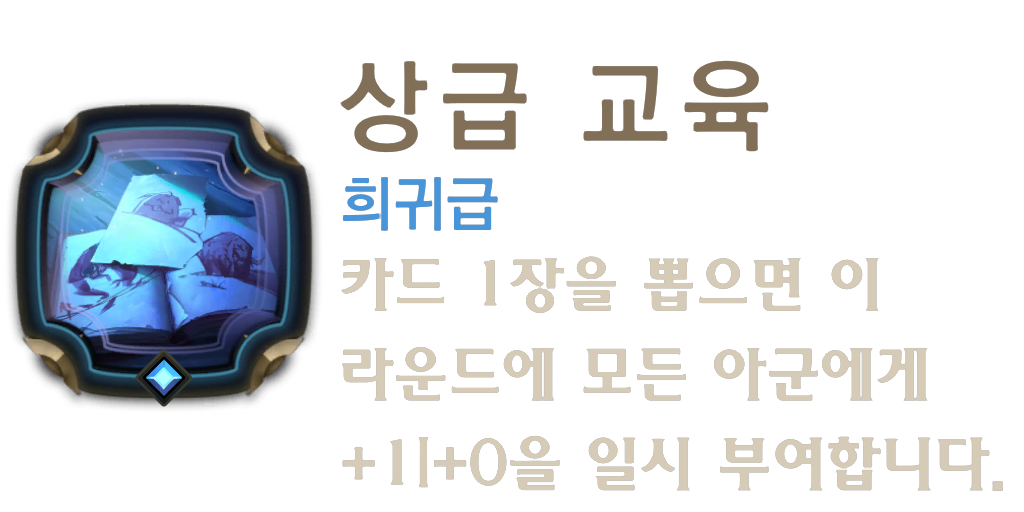 상급 교육
희귀급
카드 1장을 뽑으면 이
라운드에 모든 아군에게
+1|+0을 일시 부여합니다.